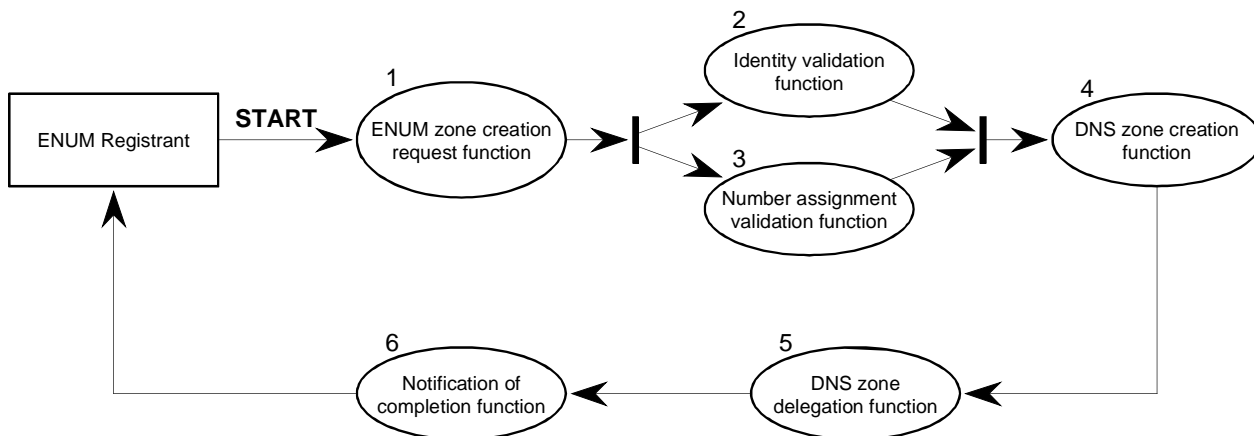 ENUM Registrant
START
1
ENUM zone creation
request function
2
Identity validation
function
3
Number assignment
validation function
4
DNS zone creation
function
5
DNS zone
delegation function
6
Notification of
completion function